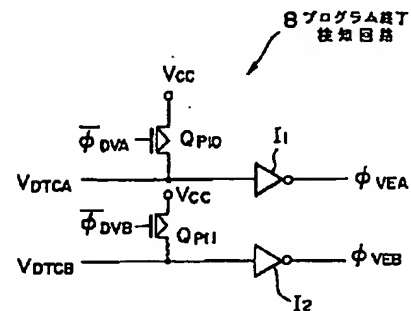 8 プログラム終了
検知回路
VCC
φDVA
QP10
I1
VDTCA
φVEA
VCC
φDVB
QP11
VDTCB
φVEB
I2